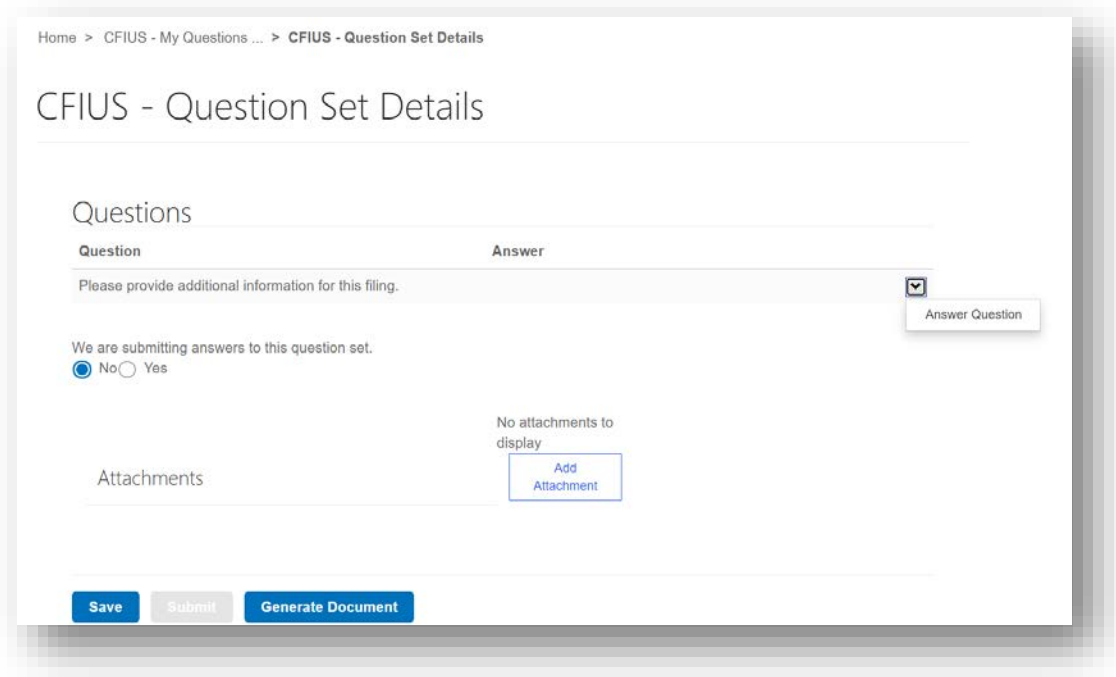 Home > CFIUS - My Questions ... > CFIUS - Question Set Details
CFIUS - Question Set Details
Questions
Question Answer
Please provide additional information for this filing.
Answer Question
We are submitting answers to this question set.
No Yes
No attachments to
display
Attachments
Add
Attachment
Save Submit Generate Document